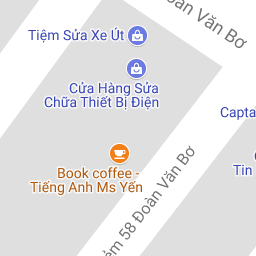 Đoàn Văn Bơ
Tiệm Sửa Xe Út
Cửa Hàng Sửa
Chữa Thiết Bị Điện
Capta
Tin
Book coffee -
Tiếng Anh Ms Yến
58 Đoàn Văn Bơ